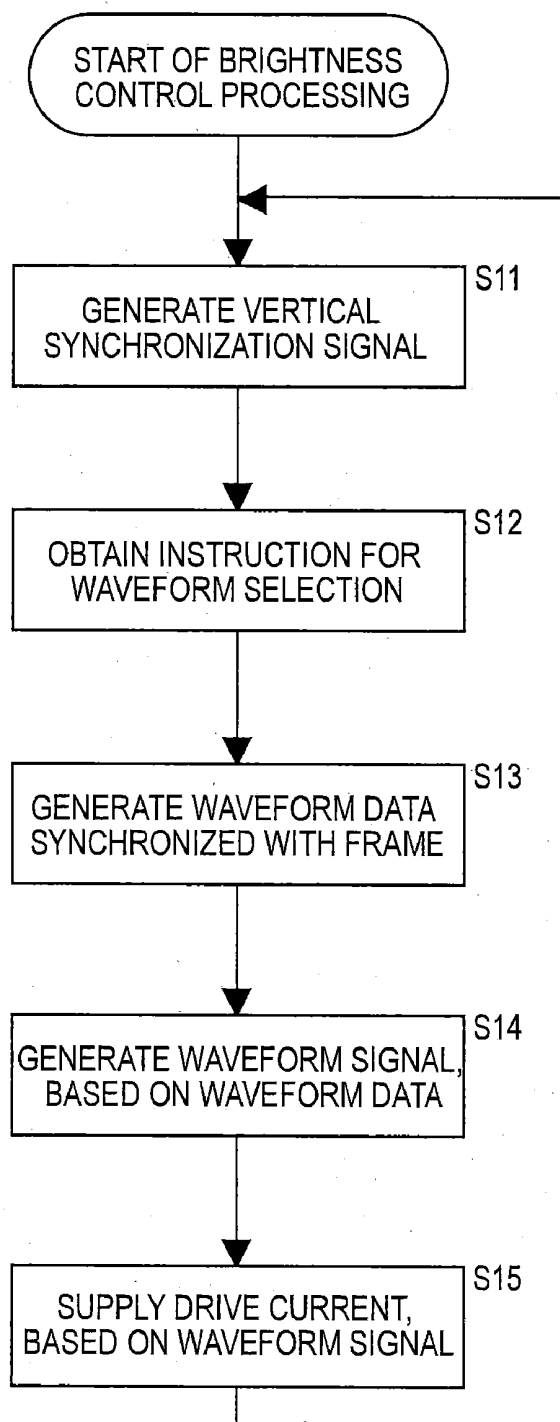 START OF BRIGHTNESS
CONTROL PROCESSING
S11
GENERATE VERTICAL
SYNCHRONIZATION SIGNAL
S12
OBTAIN INSTRUCTION FOR
WAVEFORM SELECTION
S13
GENERATE WAVEFORM DATA
SYNCHRONIZED WITH FRAME
S14
GENERATE WAVEFORM SIGNAL,
BASED ON WAVEFORM DATA
S15
SUPPLY DRIVE CURRENT,
BASED ON WAVEFORM SIGNAL